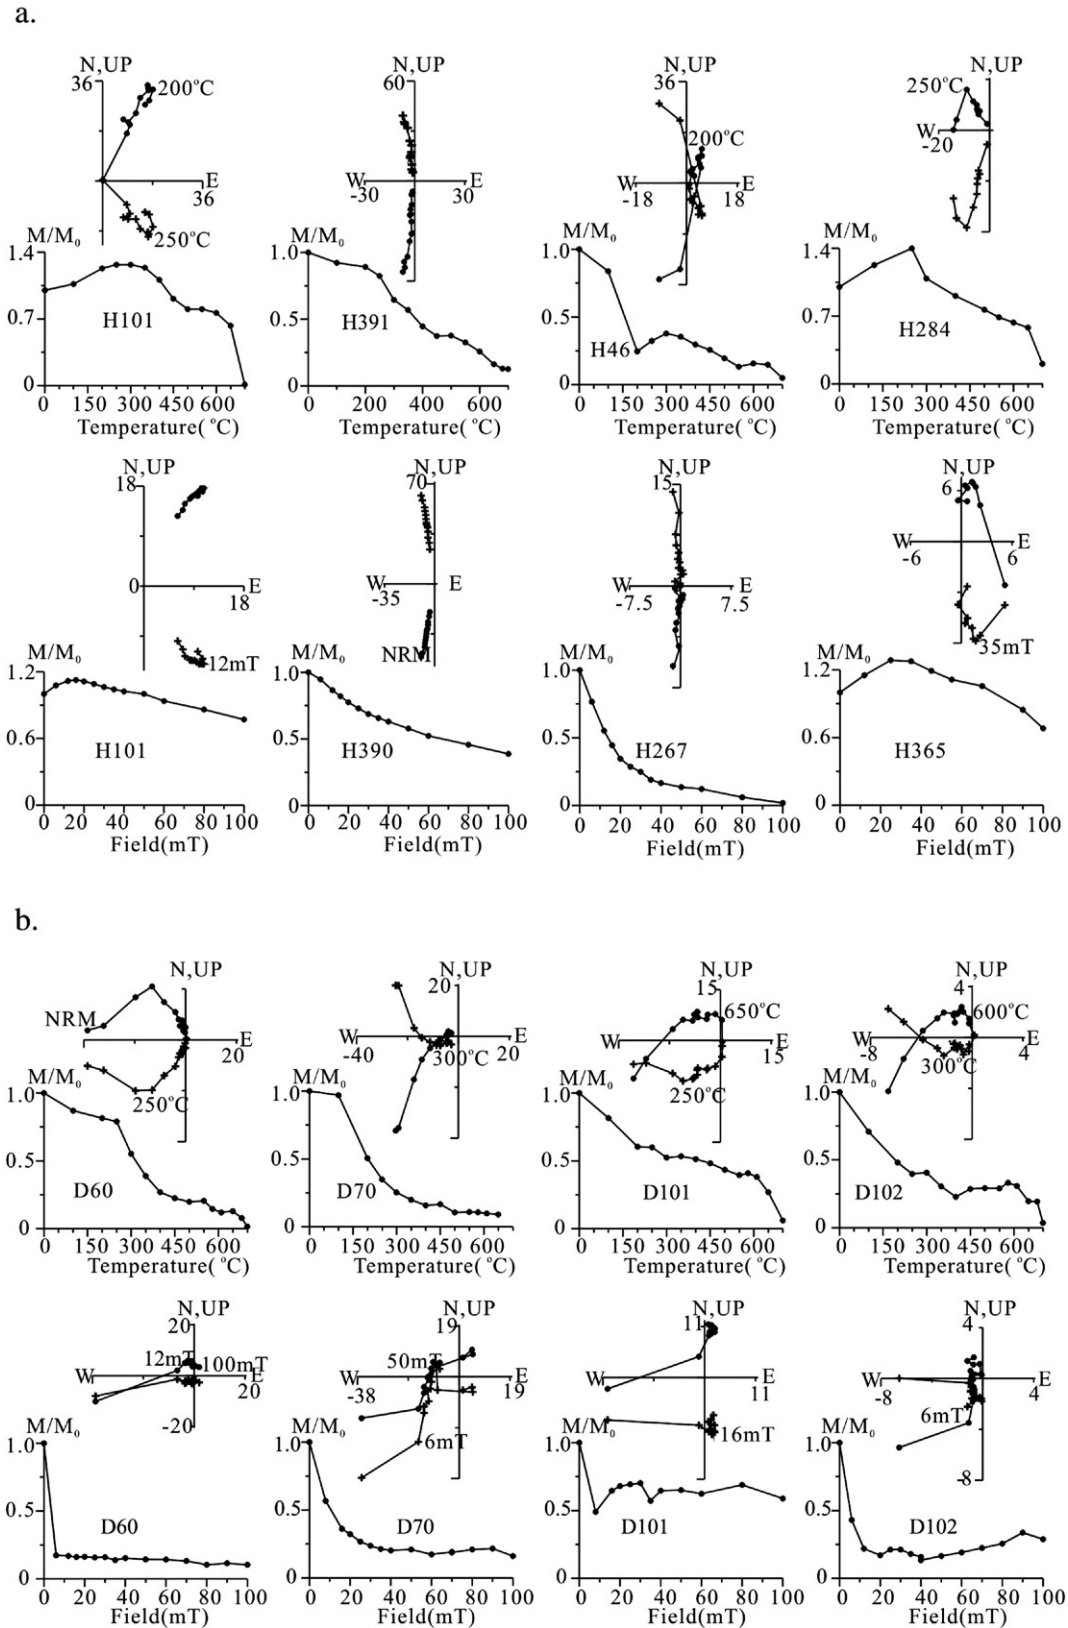 a.
N,UP
36
200°C
E
36
250°C
M/M₀
1.4
0.7
0
H101
0 150 300 450 600
Temperature(°C)
N,UP
60
W
-30
E
30
M/M₀
1.0
0.5
0
H391
0 200 400 600
Temperature(°C)
N,UP
36
200°C
W
-18
E
18
M/M₀
1.0
0.5
0
H46
0 150 300 450 600
Temperature(°C)
N,UP
250°C
W
-20
M/M₀
1.4
0.7
0
H284
0 150 300 450 600
Temperature(°C)
N,UP
18
0
E
18
12mT
M/M₀
1.2
0.6
0
H101
0 20 40 60 80 100
Field(mT)
N,UP
70
W
-35
E
NRM
M/M₀
1.0
0.5
0
H390
0 20 40 60 80 100
Field(mT)
N,UP
15
W
-7.5
E
7.5
M/M₀
1.0
0.5
0
H267
0 20 40 60 80 100
Field(mT)
N,UP
6
W
-6
E
6
35mT
M/M₀
1.2
0.6
0
H365
0 20 40 60 80 100
Field(mT)
b.
N,UP
NRM
E
20
250°C
M/M₀
1.0
0.5
0
D60
0 150 300 450 600
Temperature(°C)
N,UP
20
W
-40
E
20
300°C
M/M₀
1.0
0.5
0
D70
0 150 300 450 600
Temperature(°C)
N,UP
15
650°C
W
E
15
250°C
M/M₀
1.0
0.5
0
D101
0 150 300 450 600
Temperature(°C)
N,UP
4
600°C
W
-8
E
4
300°C
M/M₀
1.0
0.5
0
D102
0 150 300 450 600
Temperature(°C)
N,UP
20
12mT
100mT
W
E
20
-20
M/M₀
1.0
0.5
0
D60
0 20 40 60 80 100
Field(mT)
N,UP
19
50mT
W
-38
E
19
6mT
M/M₀
1.0
0.5
0
D70
0 20 40 60 80 100
Field(mT)
N,UP
11
W
E
11
16mT
M/M₀
1.0
0.5
0
D101
0 20 40 60 80 100
Field(mT)
N,UP
4
W
-8
E
4
6mT
-8
M/M₀
1.0
0.5
0
D102
0 20 40 60 80 100
Field(mT)